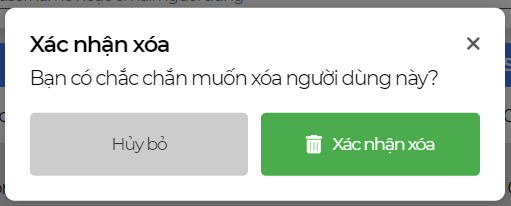 Xác nhận xóa
Bạn có chắc chắn muốn xóa người dùng này?
Hủy bỏ
Xác nhận xóa